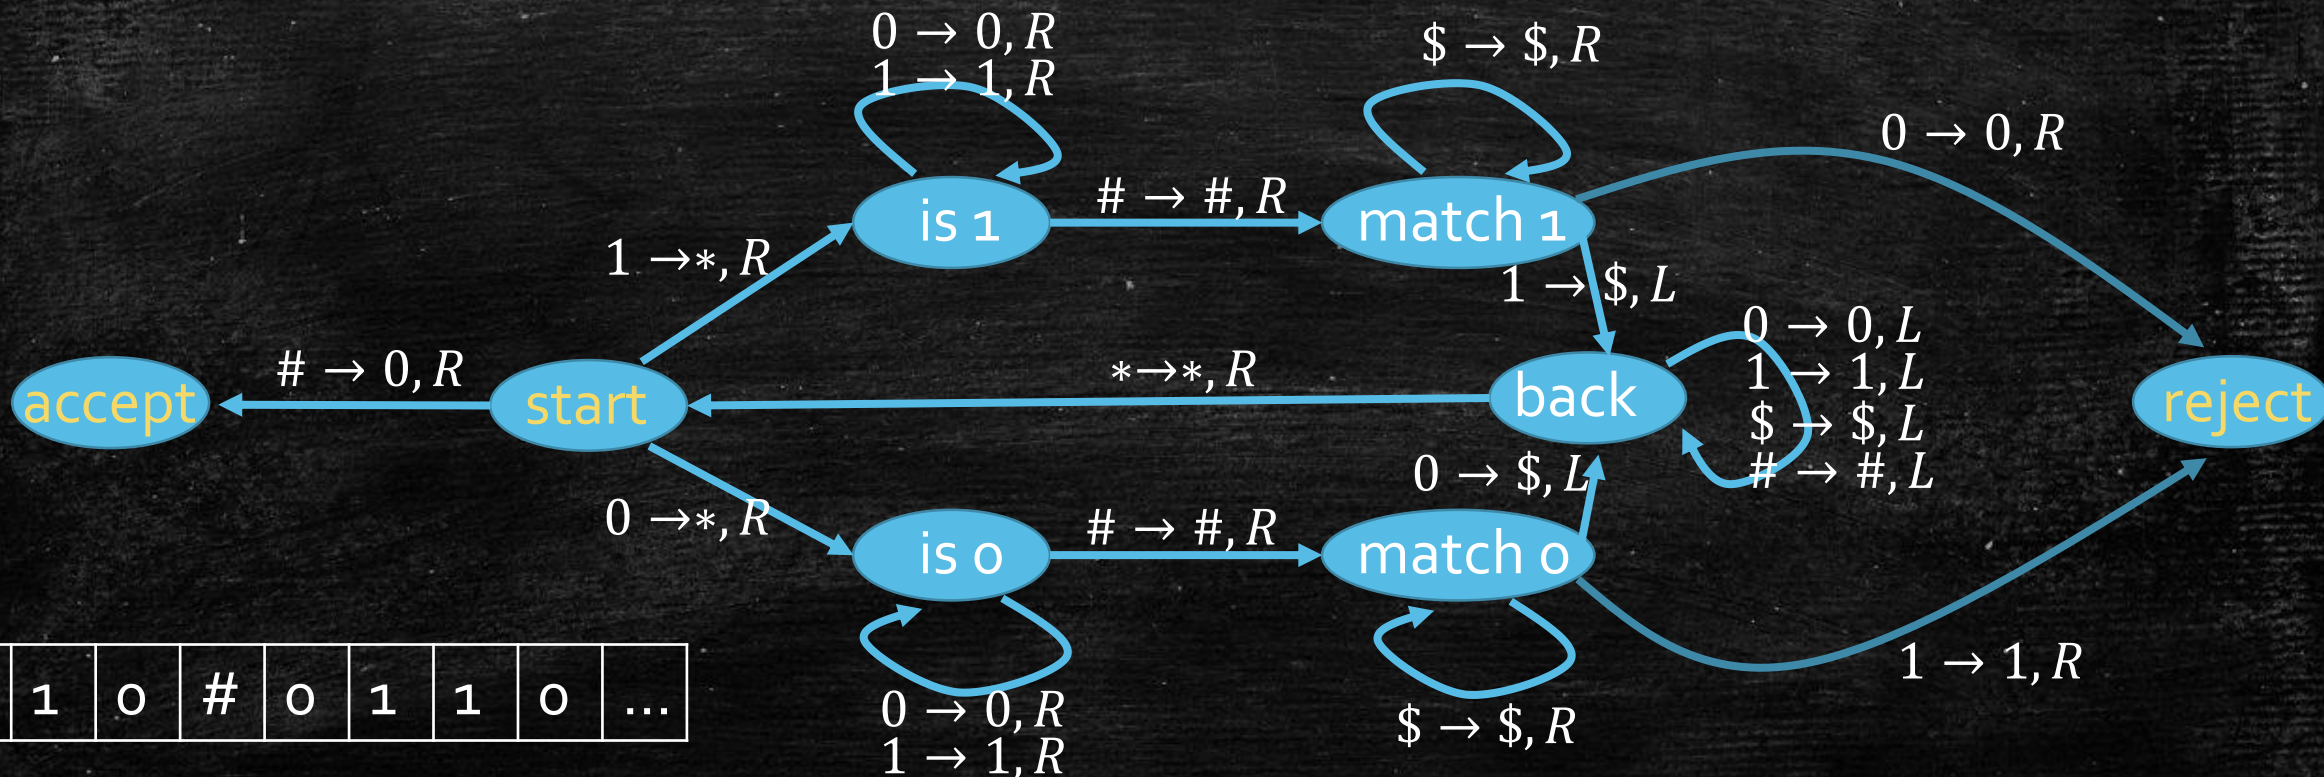 0 → 0, R
1 → 1, R
$ → $, R
0 → 0, R
is 1
# → #, R
match 1
1 →*, R
1 → $, L
accept
# → 0, R
start
*→*, R
back
0 → 0, L
1 → 1, L
$ → $, L
# → #, L
reject
0 → $, L
0 →*, R
is 0
# → #, R
match 0
1 → 1, R
0 → 0, R
1 → 1, R
$ → $, R
1 0 # 0 1 1 0 ...